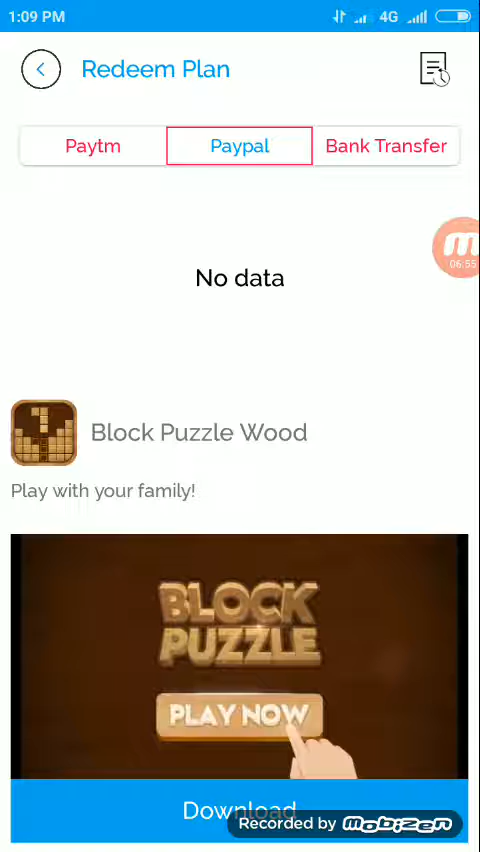 1:09 PM 4G
Redeem Plan
Paytm Paypal Bank Transfer
06:55
No data
Block Puzzle Wood
Play with your family!
BLOCK
PUZZLE
PLAY NOW
Download
Recorded by mobizen